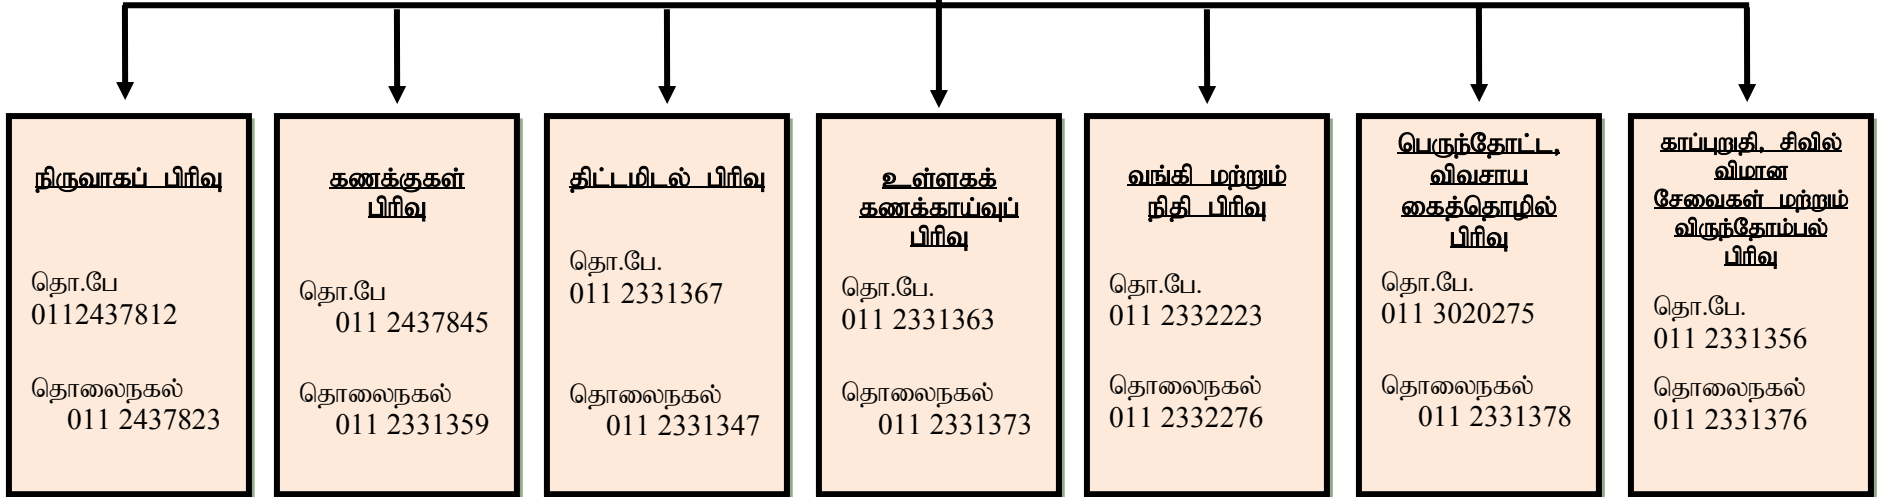 நிருவாகப் பிரிவு
தொ.பே
0112437812
தொலைநகல்
011 2437823
கணக்குகள்
பிரிவு
தொ.பே
011 2437845
தொலைநகல்
011 2331359
திட்டமிடல் பிரிவு
தொ.பே.
011 2331367
தொலைநகல்
011 2331347
உள்ளகக்
கணக்காய்வுப்
பிரிவு
தொ.பே.
011 2331363
தொலைநகல்
011 2331373
வங்கி மற்றும்
நிதி பிரிவு
தொ.பே.
011 2332223
தொலைநகல்
011 2332276
பெருந்தோட்ட,
விவசாய
கைத்தொழில்
பிரிவு
தொ.பே.
011 3020275
தொலைநகல்
011 2331378
காப்புறுதி, சிவில்
விமான
சேவைகள் மற்றும்
விருந்தோம்பல்
பிரிவு
தொ.பே.
011 2331356
தொலைநகல்
011 2331376